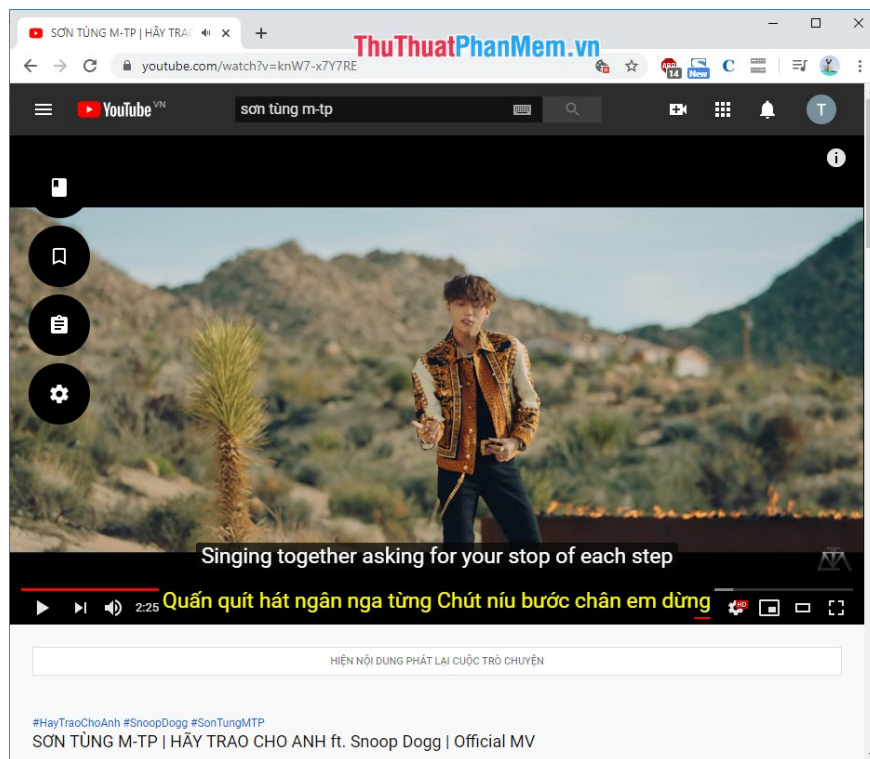 SƠN TÙNG M-TP | HÃY TRAO
ThuThuatPhanMem.vn
youtube.com/watch?v=knW7-x7Y7RE
14
New
C
YouTube VN
sơn tùng m-tp
T
Singing together asking for your stop of each step
2:25
Quấn quít hát ngân nga từng Chút níu bước chân em dừng
HD
HIỆN NỘI DUNG PHÁT LẠI CUỘC TRÒ CHUYỆN
#HayTraoChoAnh #SnoopDogg #SonTungMTP
SƠN TÙNG M-TP | HÃY TRAO CHO ANH ft. Snoop Dogg | Official MV